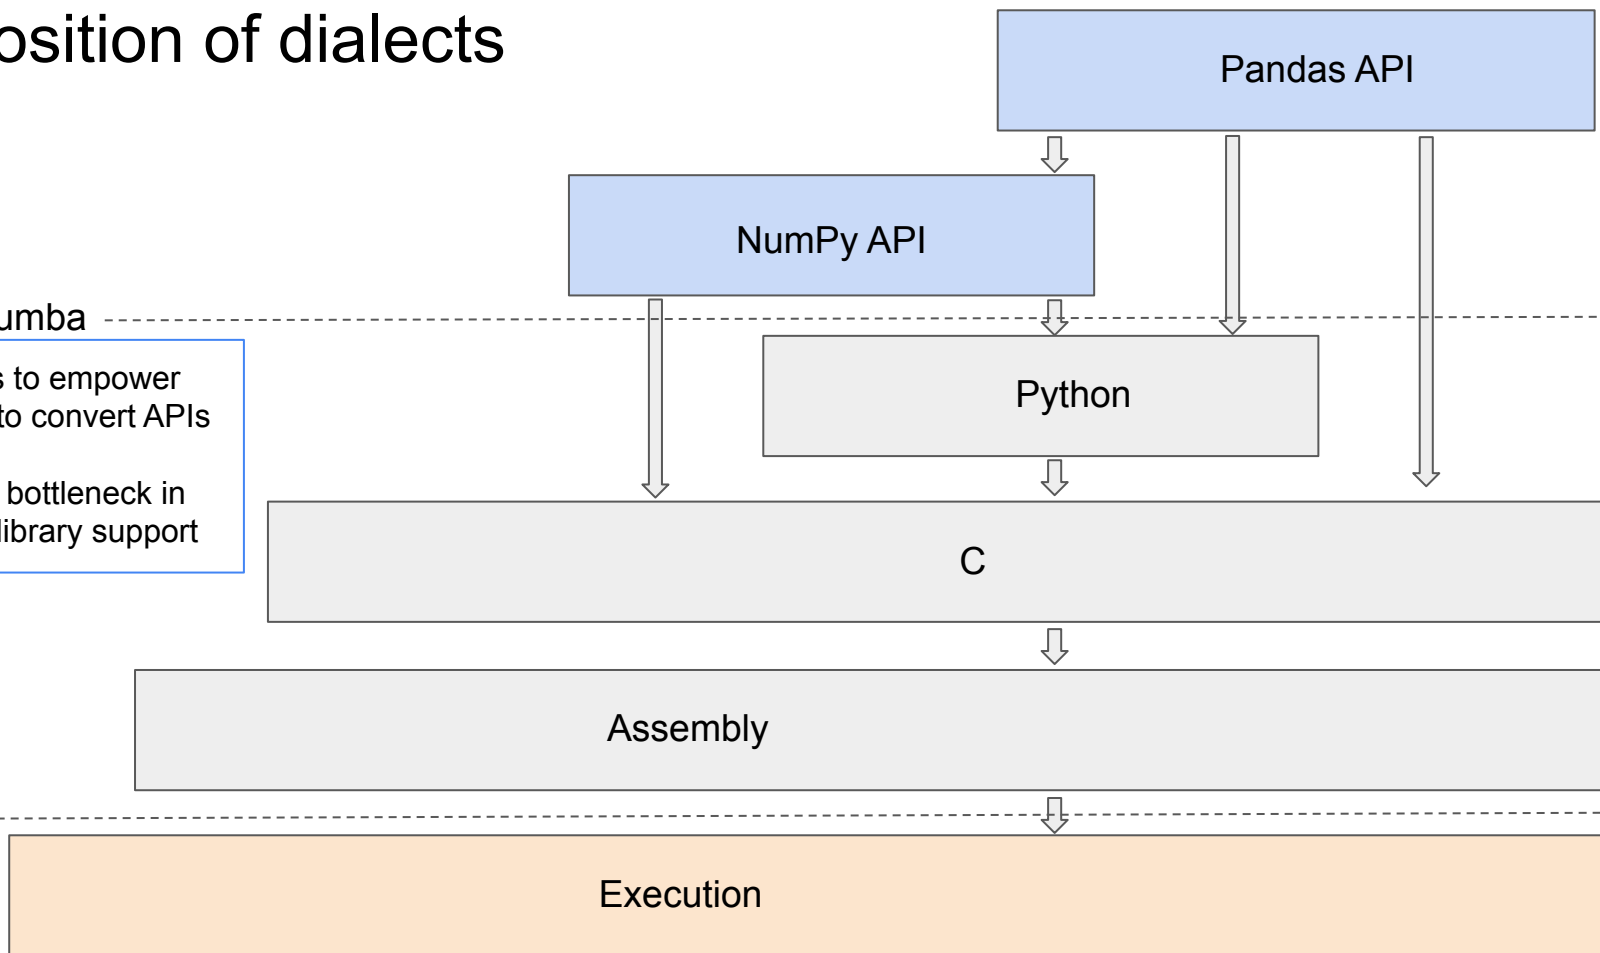 osition of dialects
Pandas API
NumPy API
umba
s to empower
to convert APIs
Python
bottleneck in
library support
C
Assembly
Execution